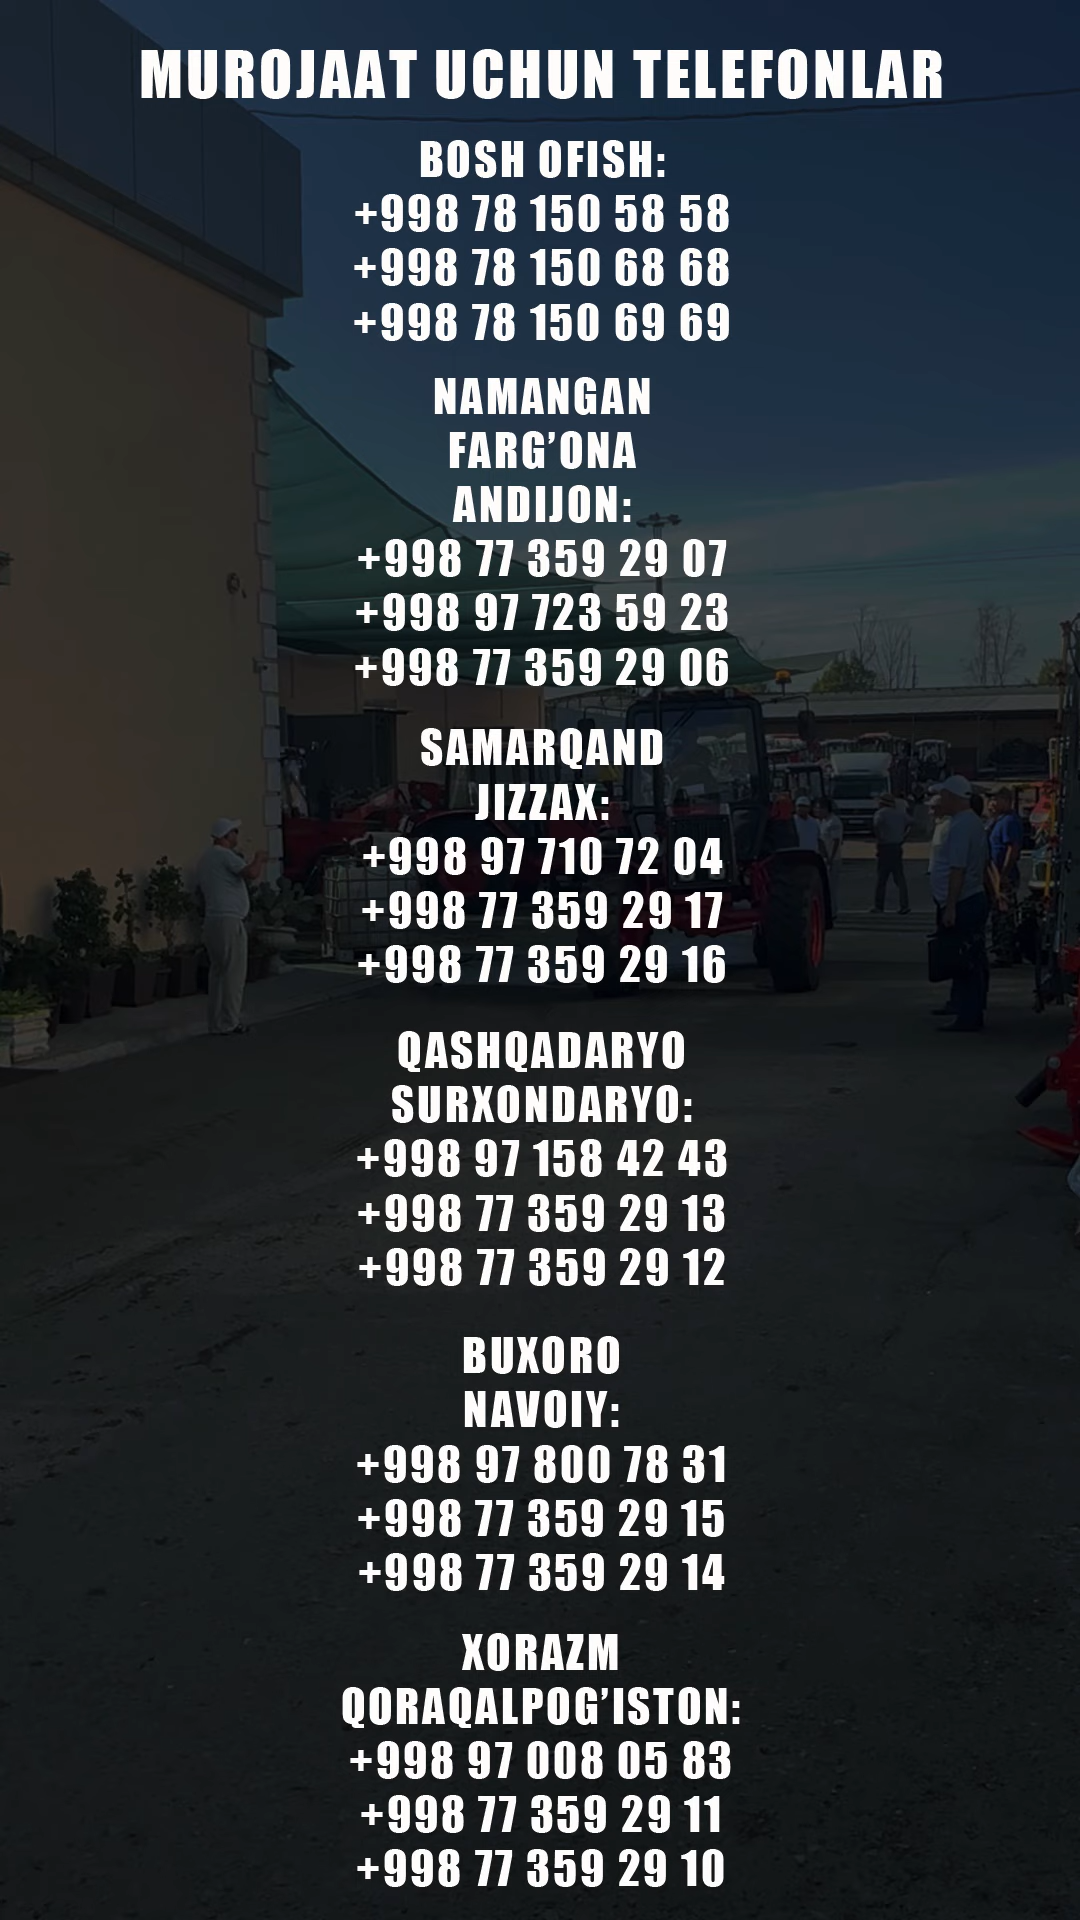 MUROJAAT UCHUN TELEFONLAR
BOSH OFISH:
+998 78 150 58 58
+998 78 150 68 68
+998 78 150 69 69
NAMANGAN
FARG’ONA
ANDIJON:
+998 77 359 29 07
+998 97 723 59 23
+998 77 359 29 06
SAMARQAND
JIZZAX:
+998 97 710 72 04
+998 77 359 29 17
+998 77 359 29 16
QASHQADARYO
SURXONDARYO:
+998 97 158 42 43
+998 77 359 29 13
+998 77 359 29 12
BUXORO
NAVOIY:
+998 97 800 78 31
+998 77 359 29 15
+998 77 359 29 14
XORAZM
QORAQALPOG’ISTON:
+998 97 008 05 83
+998 77 359 29 11
+998 77 359 29 10